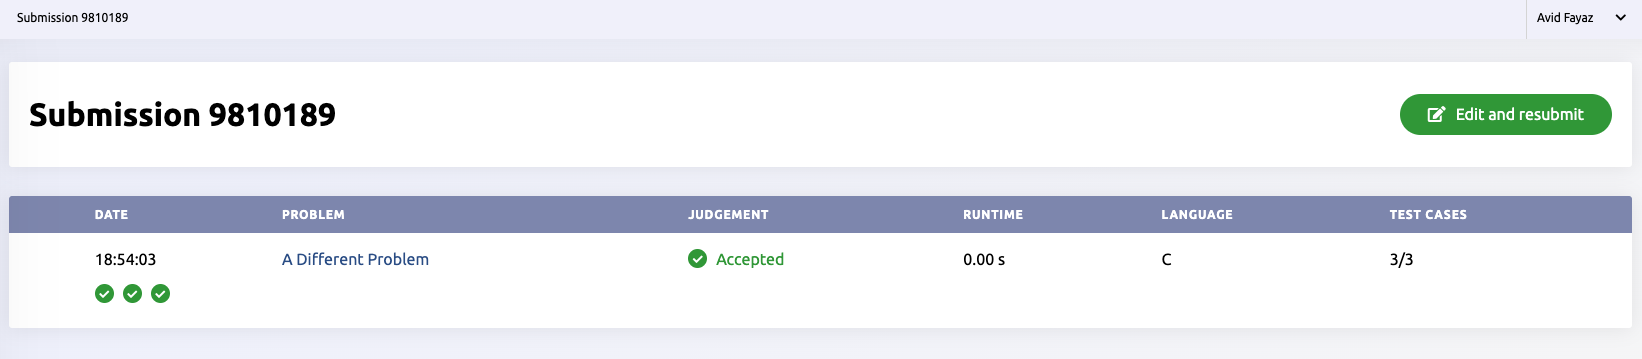 Submission 9810189
Avid Fayaz
Submission 9810189
Edit and resubmit
DATE PROBLEM JUDGEMENT RUNTIME LANGUAGE TEST CASES
18:54:03 A Different Problem Accepted 0.00 s C 3/3